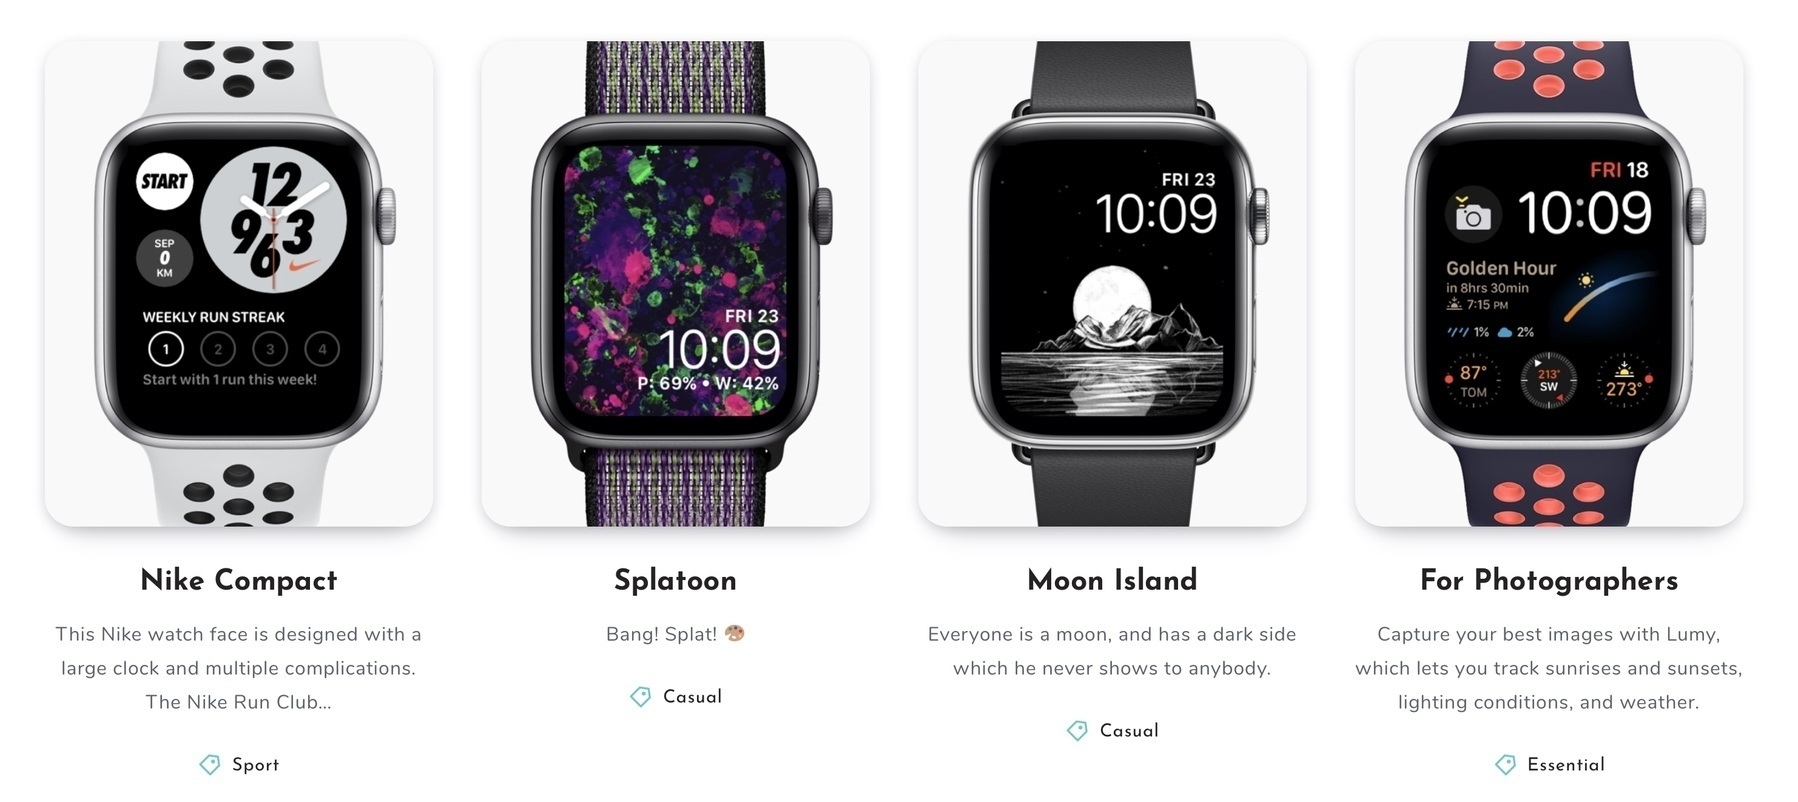 START
12
9
3
6
SEP
0
KM
WEEKLY RUN STREAK
1 2 3 4
Start with 1 run this week!
Nike Compact
This Nike watch face is designed with a
large clock and multiple complications.
The Nike Run Club...
Sport
FRI 23
10:09
P: 69% • W: 42%
Splatoon
Bang! Splat! 🎨
Casual
FRI 23
10:09
Moon Island
Everyone is a moon, and has a dark side
which he never shows to anybody.
Casual
FRI 18
10:09
Golden Hour
in 8hrs 30min
7:15 PM
1% 2%
87°
TOM
213°
SW
273°
For Photographers
Capture your best images with Lumy,
which lets you track sunrises and sunsets,
lighting conditions, and weather.
Essential